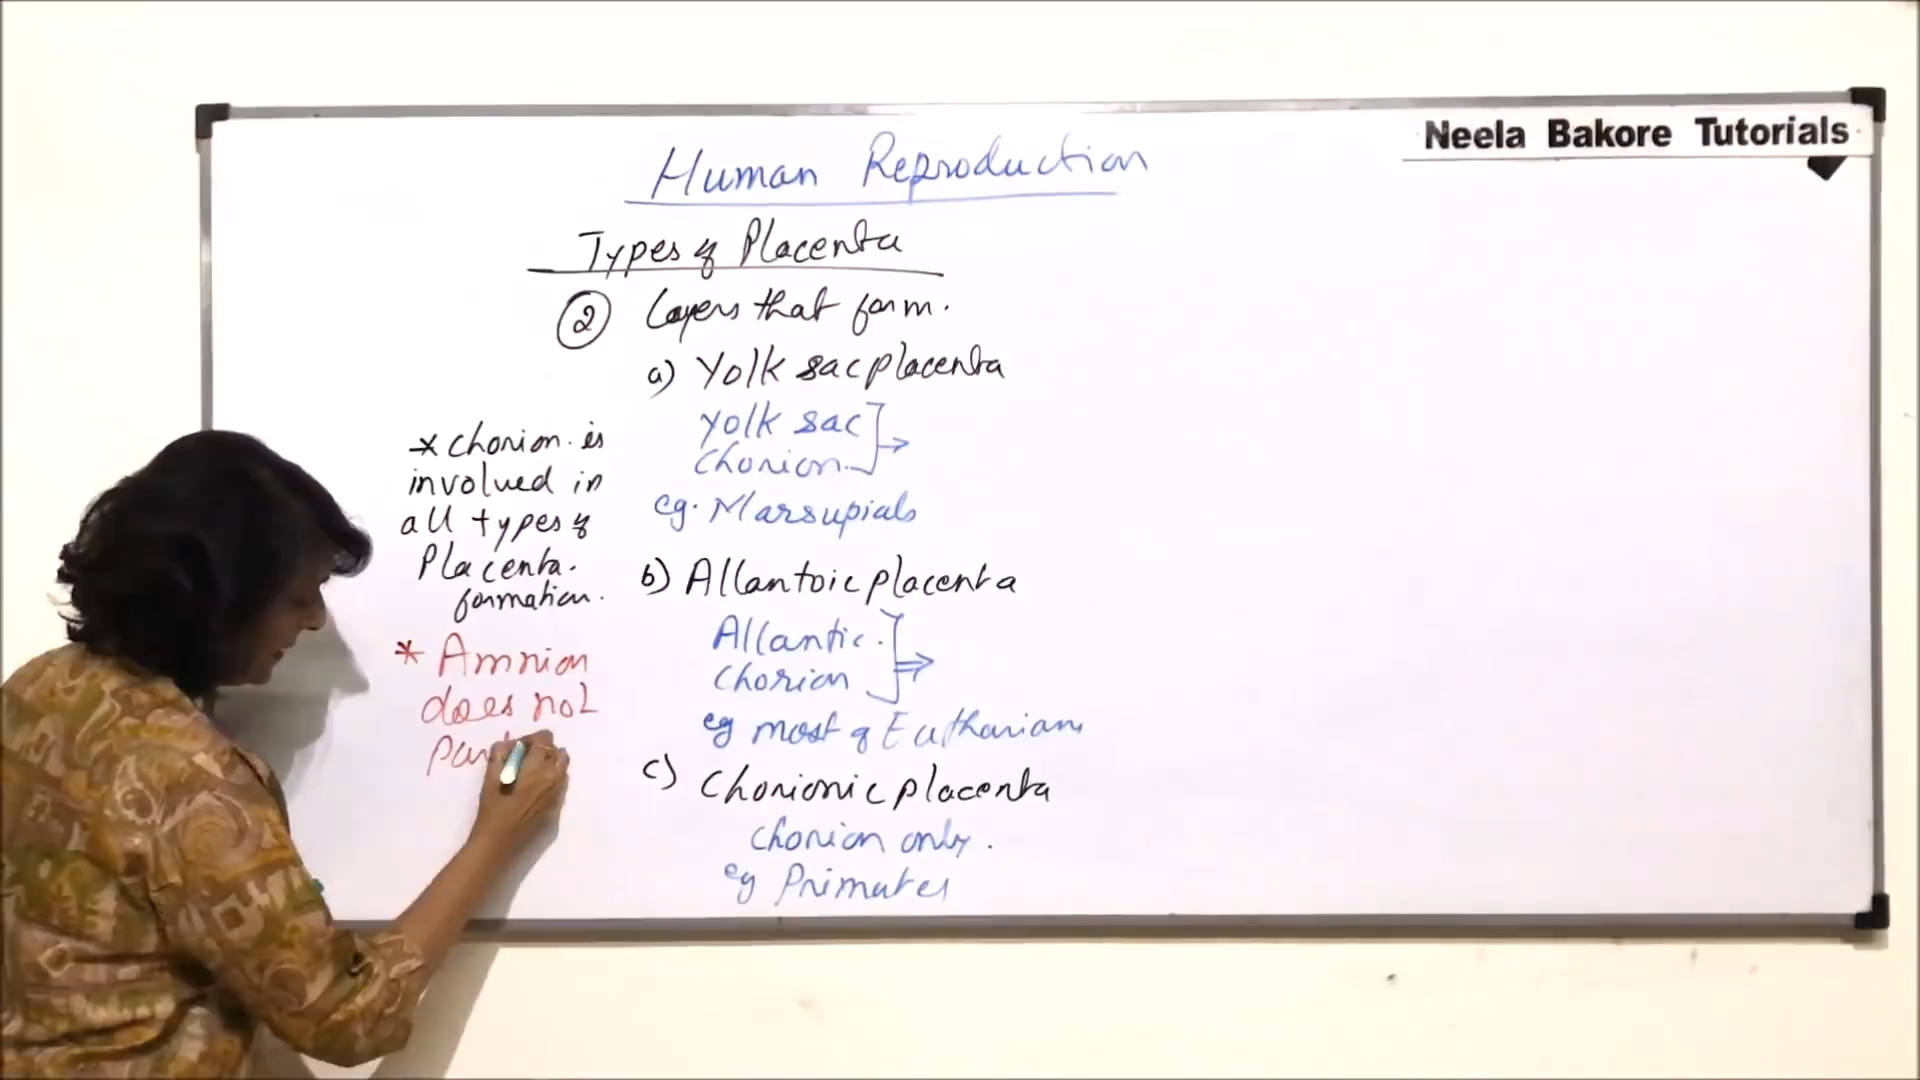 Neela Bakore Tutorials
Human Reproduction
Types of Placenta
② Layers that form.
a) Yolk sac placenta
Yolk sac
Chorion
eg. Marsupials
b) Allantoic placenta
Allantic.
Chorion
eg most of Eutharians
c) Chorionic placenta
Chorion only.
eg Primates
* Chorion is
involved in
all types of
Placenta.
formation.
* Amnion
does not